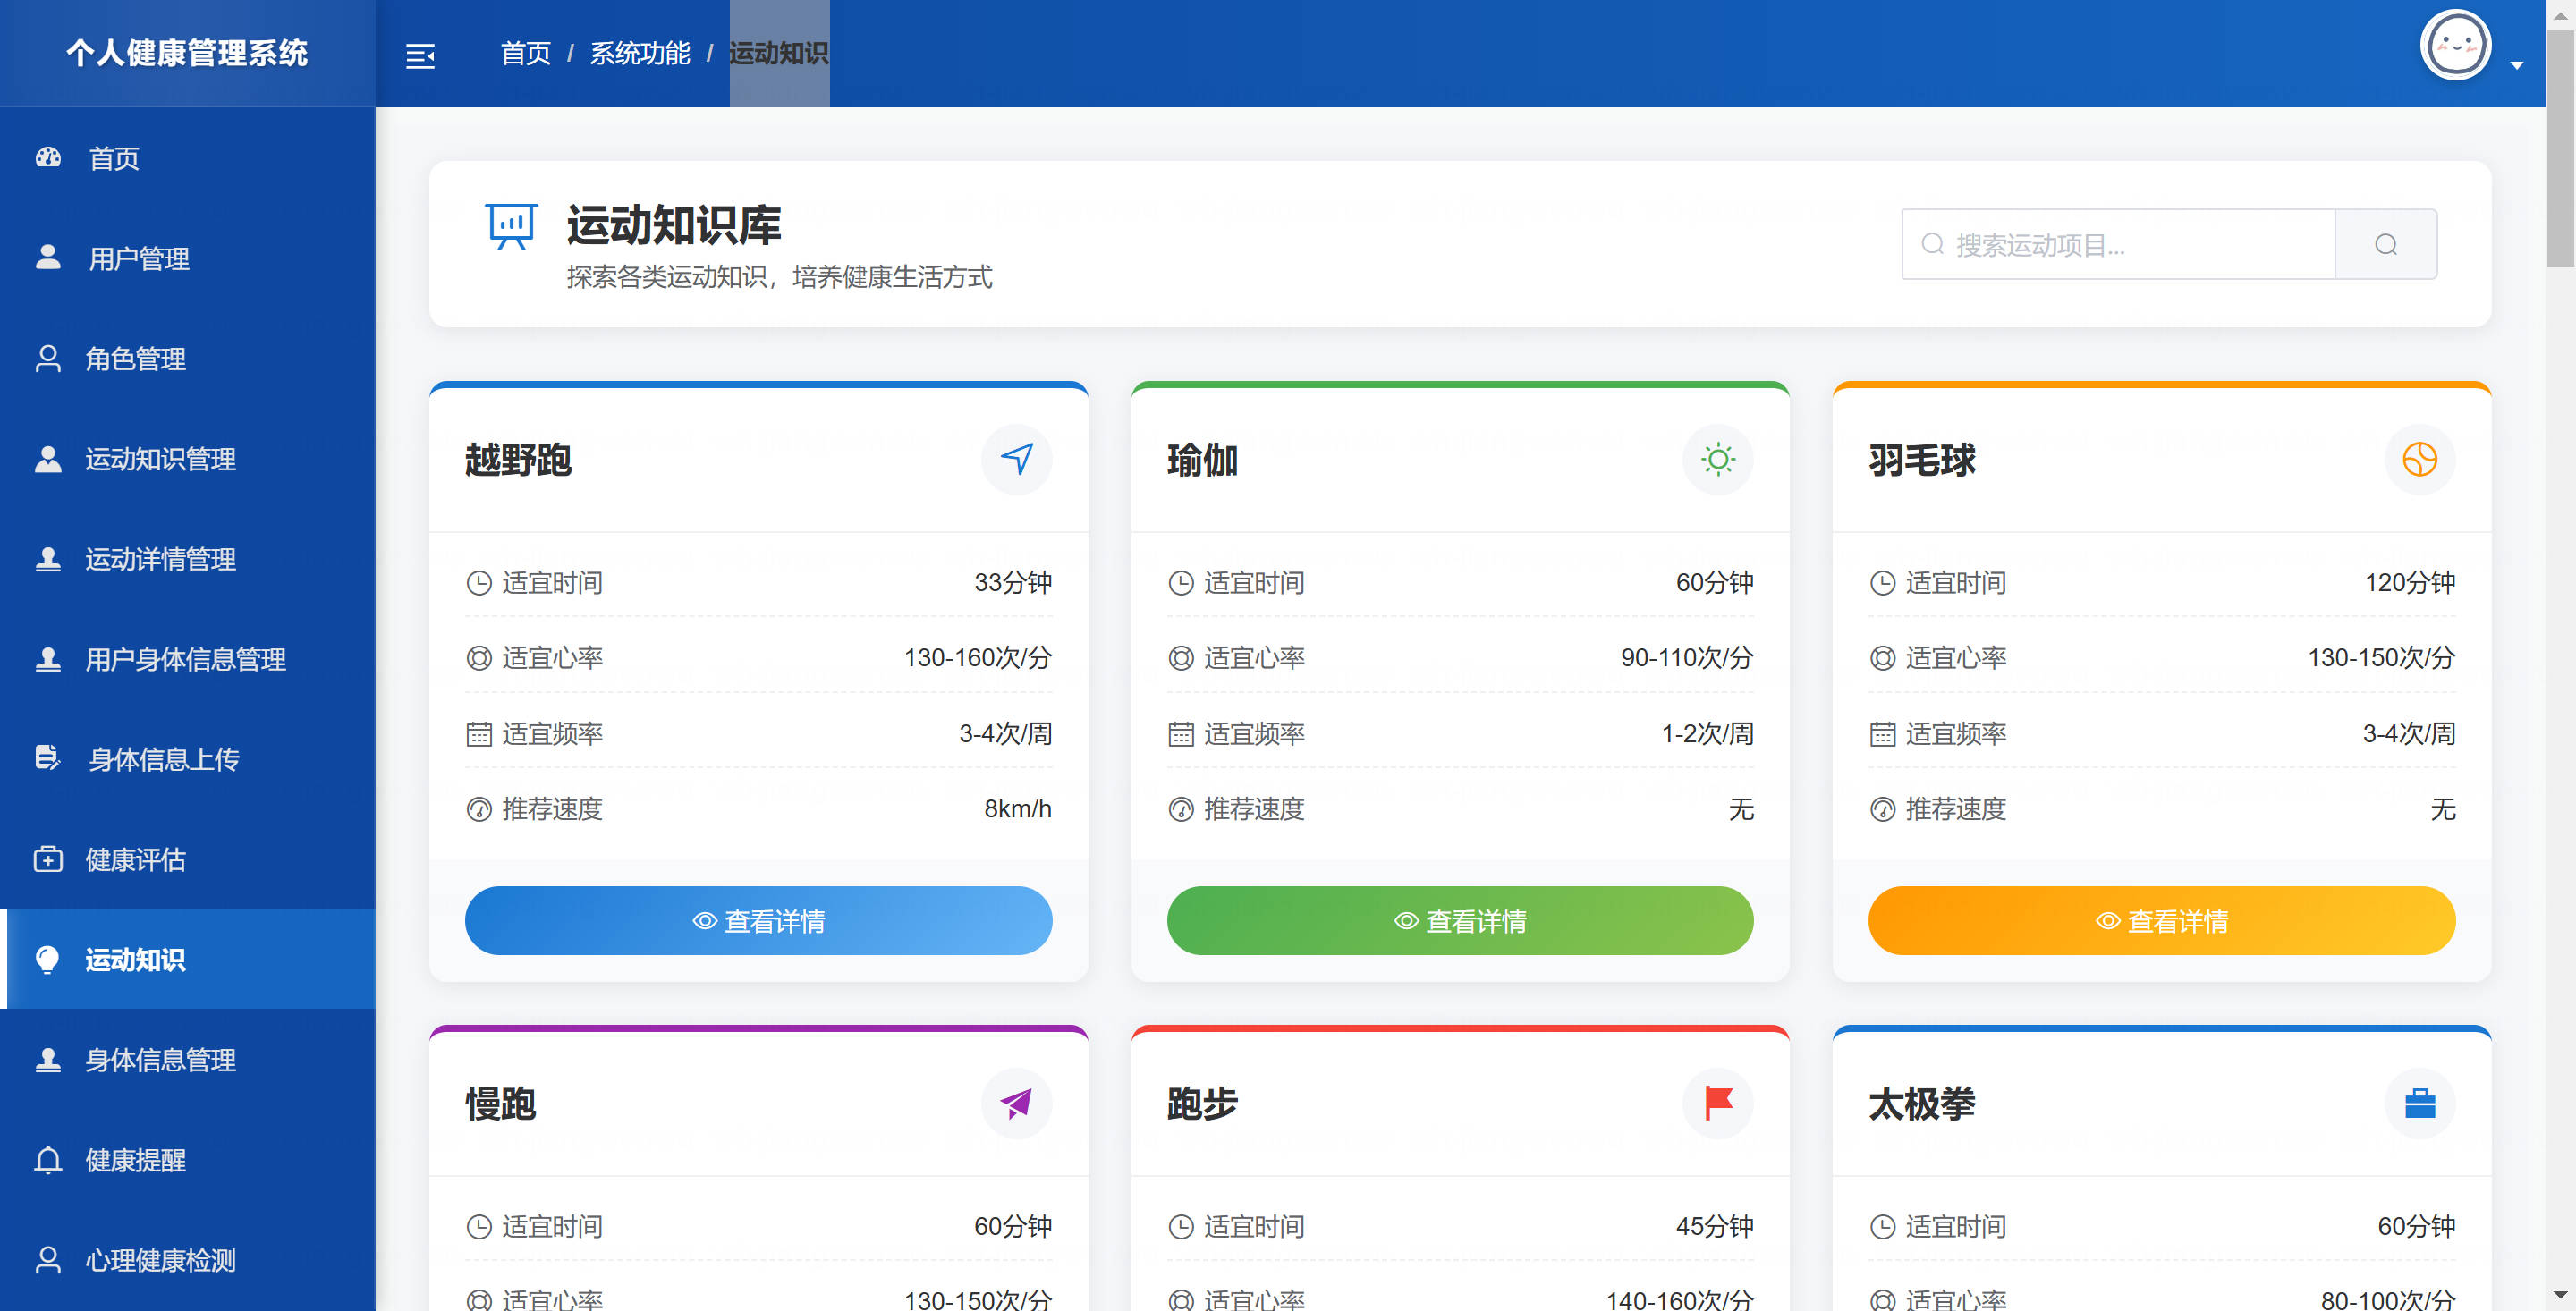 个人健康管理系统
首页 / 系统功能 / 运动知识
首页
用户管理
角色管理
运动知识管理
运动详情管理
用户身体信息管理
身体信息上传
健康评估
运动知识
身体信息管理
健康提醒
心理健康检测
运动知识库
探索各类运动知识，培养健康生活方式
搜索运动项目...
越野跑
适宜时间 33分钟
适宜心率 130-160次/分
适宜频率 3-4次/周
推荐速度 8km/h
查看详情
瑜伽
适宜时间 60分钟
适宜心率 90-110次/分
适宜频率 1-2次/周
推荐速度 无
查看详情
羽毛球
适宜时间 120分钟
适宜心率 130-150次/分
适宜频率 3-4次/周
推荐速度 无
查看详情
慢跑
适宜时间 60分钟
适宜心率 130-150次/分
跑步
适宜时间 45分钟
适宜心率 140-160次/分
太极拳
适宜时间 60分钟
适宜心率 80-100次/分